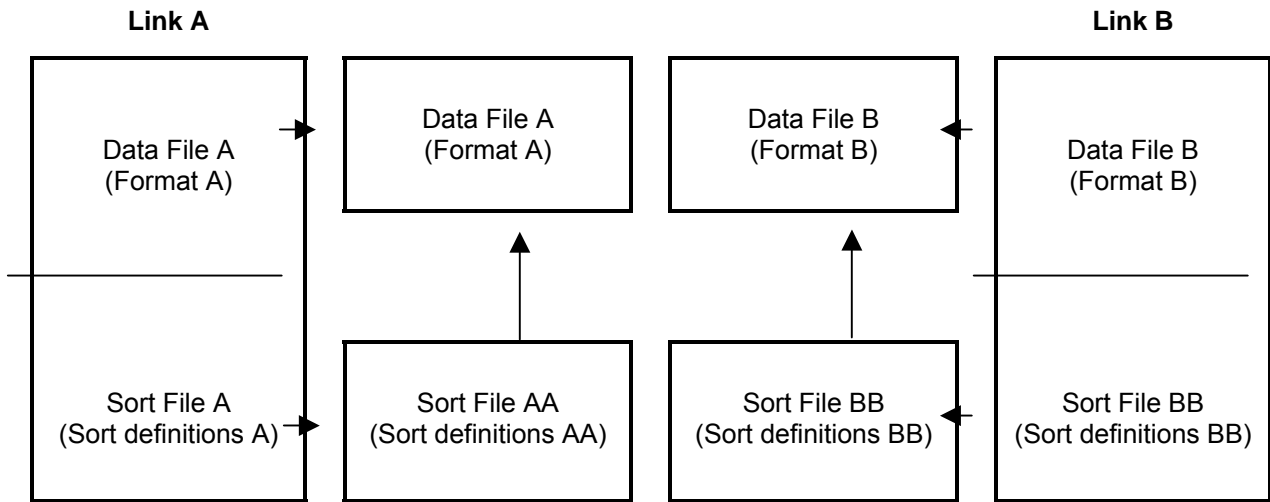 Link A
Link B
Data File A
(Format A)
Data File A
(Format A)
Data File B
(Format B)
Data File B
(Format B)
Sort File A
(Sort definitions A)
Sort File AA
(Sort definitions AA)
Sort File BB
(Sort definitions BB)
Sort File BB
(Sort definitions BB)